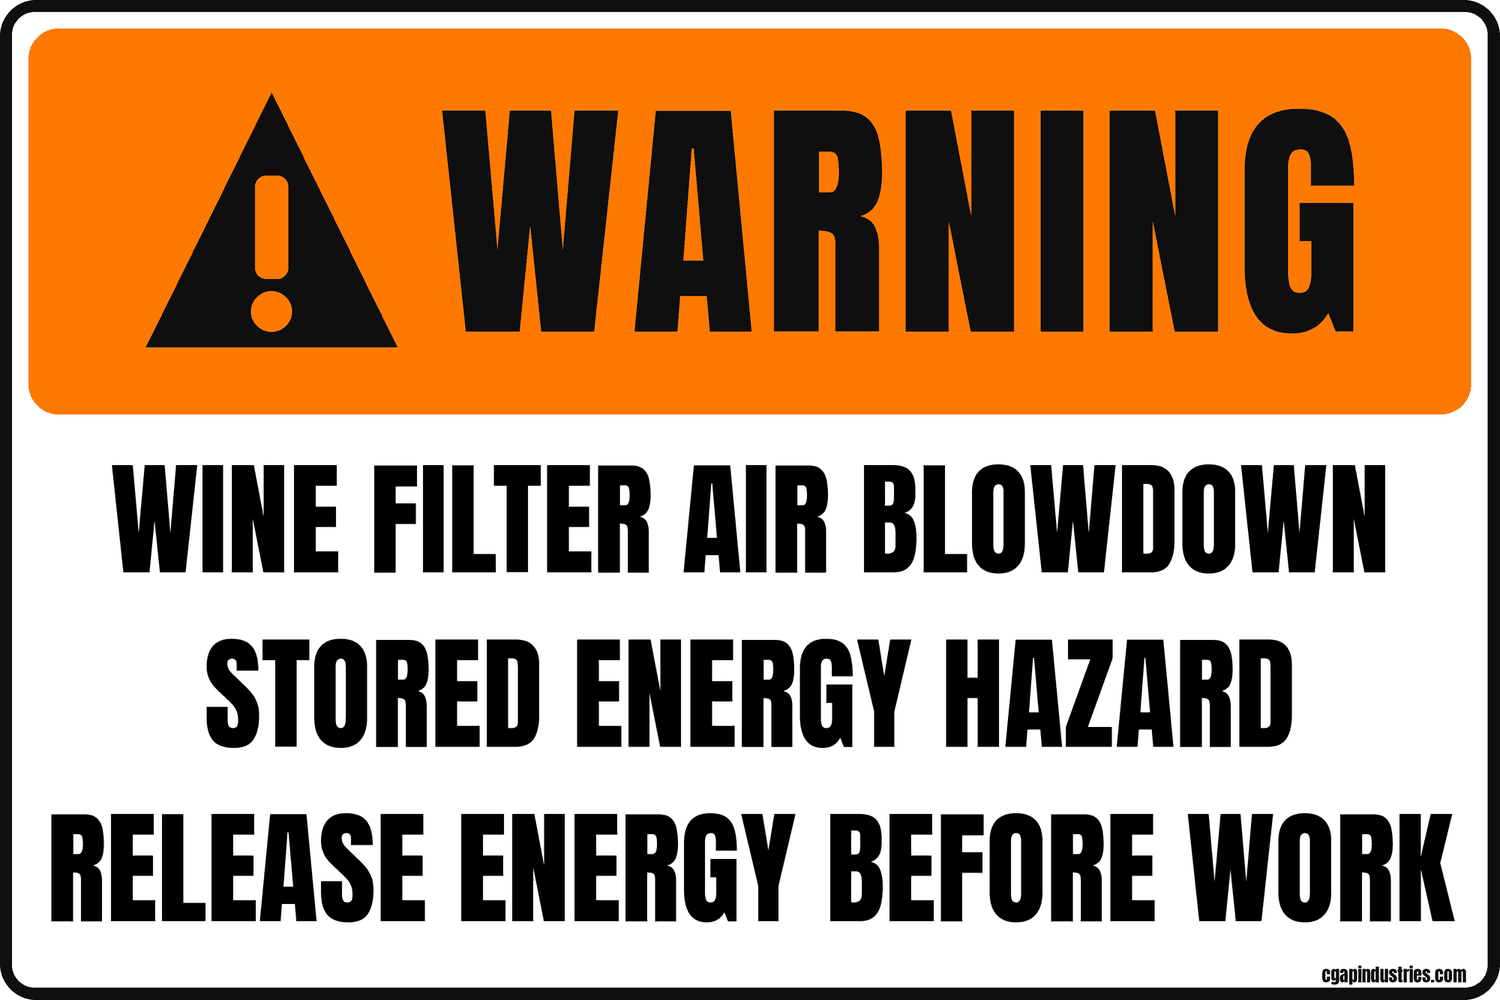 WARNING
WINE FILTER AIR BLOWDOWN
STORED ENERGY HAZARD
RELEASE ENERGY BEFORE WORK
cgapindustries.com